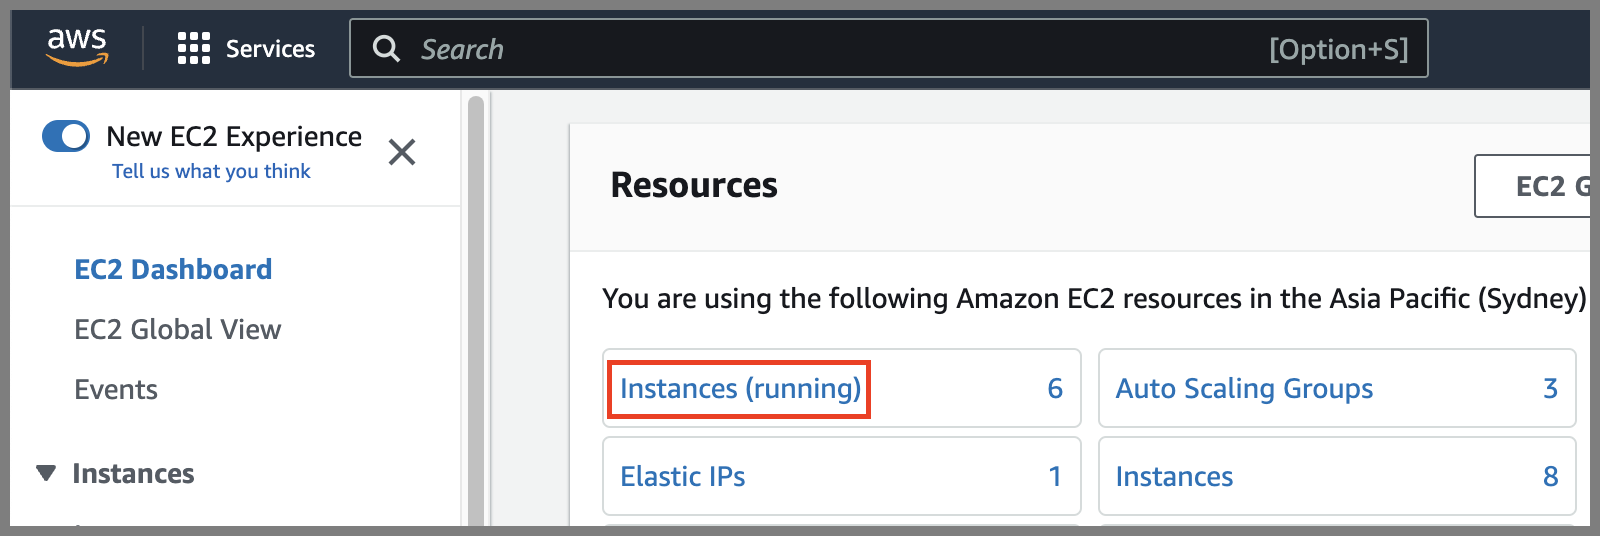 aws
Services
Search
[Option+S]
New EC2 Experience
Tell us what you think
EC2 Dashboard
EC2 Global View
Events
Instances
Resources
EC2 G
You are using the following Amazon EC2 resources in the Asia Pacific (Sydney)
Instances (running) 6
Auto Scaling Groups 3
Elastic IPs 1
Instances 8